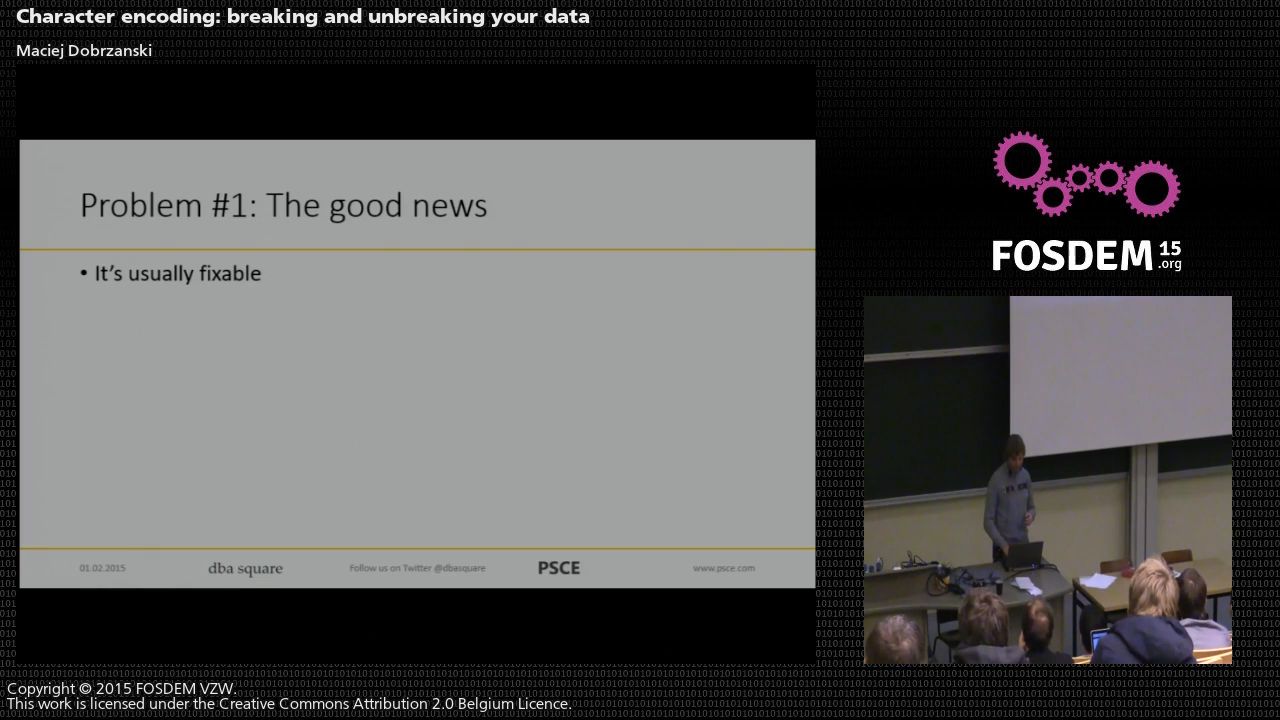 Character encoding: breaking and unbreaking your data
Maciej Dobrzanski
Problem #1: The good news
• It's usually fixable
01.02.2015
dba square
Follow us on Twitter @dbasquare
PSCE
www.psce.com
FOSDEM 15
.org
Copyright © 2015 FOSDEM VZW.
This work is licensed under the Creative Commons Attribution 2.0 Belgium Licence.